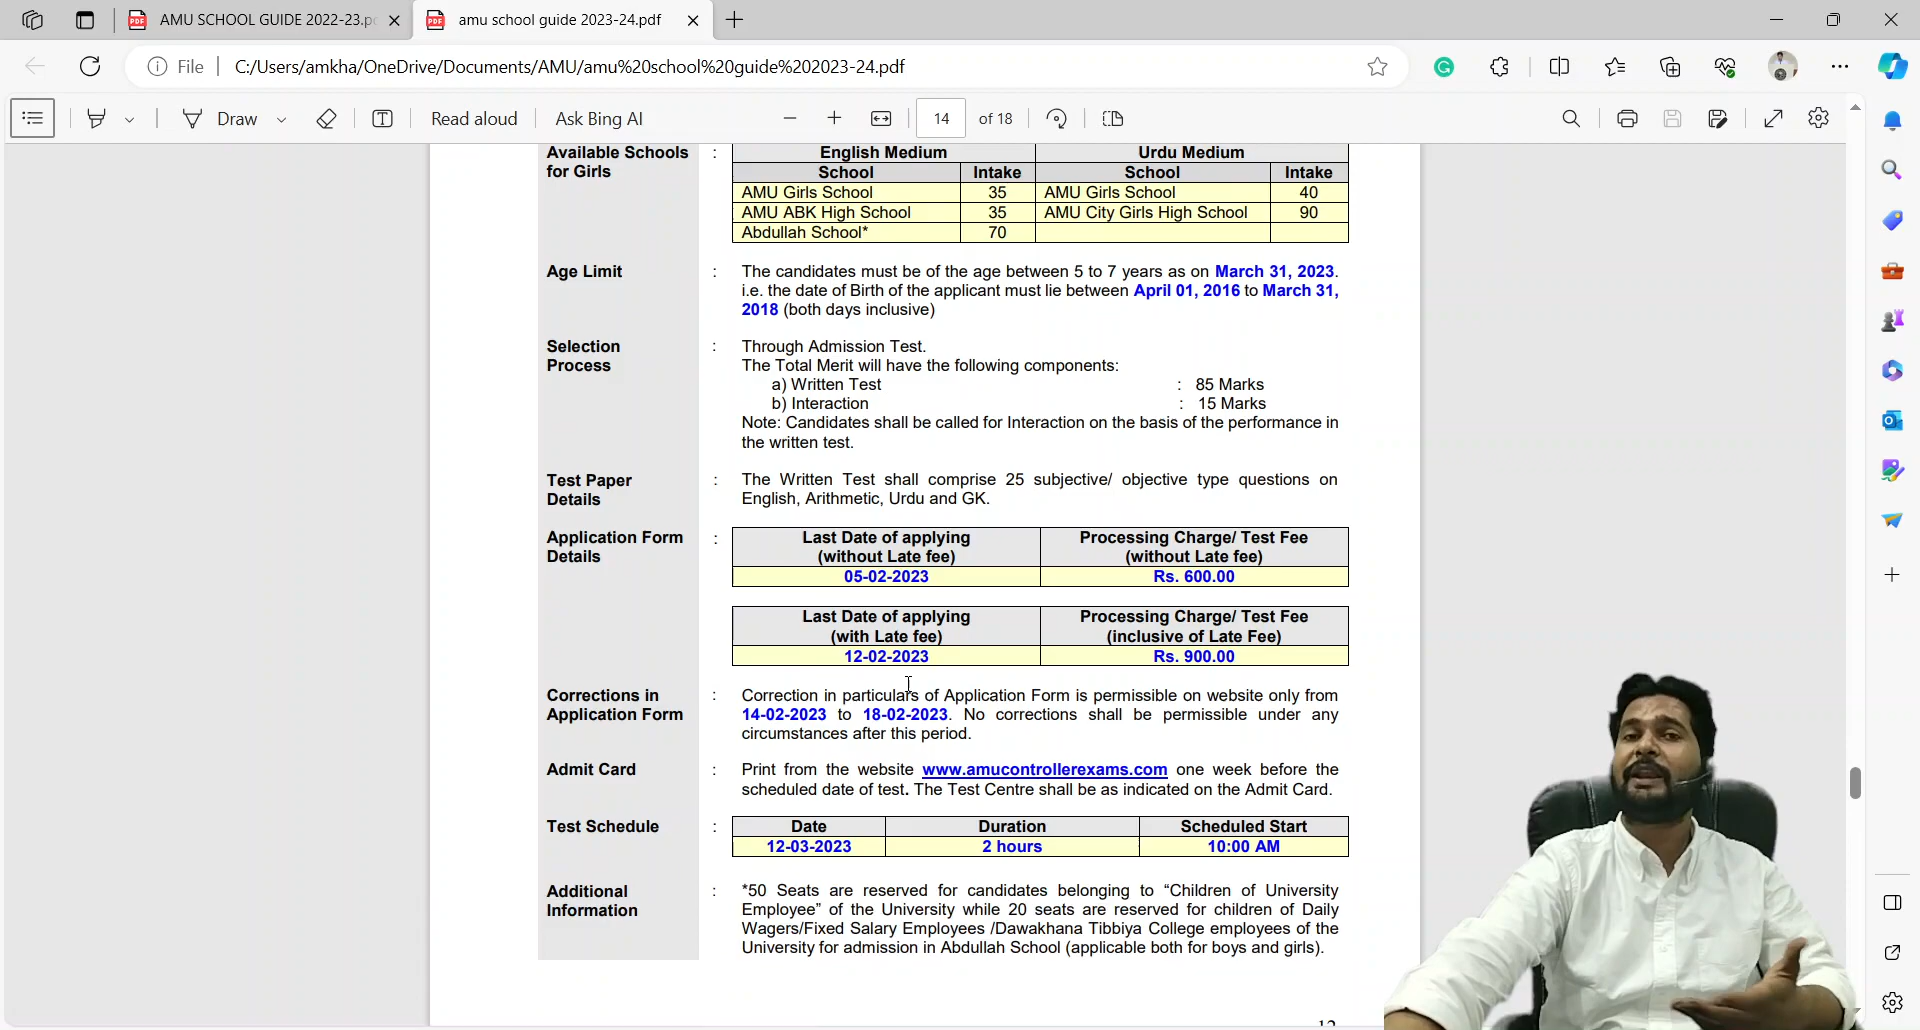 AMU SCHOOL GUIDE 2022-23.p
amu school guide 2023-24.pdf
File
C:/Users/amkha/OneDrive/Documents/AMU/amu%20school%20guide%202023-24.pdf
Draw
Read aloud
Ask Bing AI
14 of 18
Available Schools for Girls :
English Medium Urdu Medium
School Intake School Intake
AMU Girls School 35 AMU Girls School 40
AMU ABK High School 35 AMU City Girls High School 90
Abdullah School* 70
Age Limit : The candidates must be of the age between 5 to 7 years as on March 31, 2023.
i.e. the date of Birth of the applicant must lie between April 01, 2016 to March 31,
2018 (both days inclusive)
Selection Process : Through Admission Test.
The Total Merit will have the following components:
a) Written Test : 85 Marks
b) Interaction : 15 Marks
Note: Candidates shall be called for Interaction on the basis of the performance in
the written test.
Test Paper Details : The Written Test shall comprise 25 subjective/ objective type questions on
English, Arithmetic, Urdu and GK.
Application Form Details :
Last Date of applying (without Late fee) Processing Charge/ Test Fee (without Late fee)
05-02-2023 Rs. 600.00
Last Date of applying (with Late fee) Processing Charge/ Test Fee (inclusive of Late Fee)
12-02-2023 Rs. 900.00
Corrections in Application Form : Correction in particulars of Application Form is permissible on website only from
14-02-2023 to 18-02-2023. No corrections shall be permissible under any
circumstances after this period.
Admit Card : Print from the website www.amucontrollerexams.com one week before the
scheduled date of test. The Test Centre shall be as indicated on the Admit Card.
Test Schedule : Date Duration Scheduled Start
12-03-2023 2 hours 10:00 AM
Additional Information : *50 Seats are reserved for candidates belonging to “Children of University
Employee” of the University while 20 seats are reserved for children of Daily
Wagers/Fixed Salary Employees /Dawakhana Tibbiya College employees of the
University for admission in Abdullah School (applicable both for boys and girls).